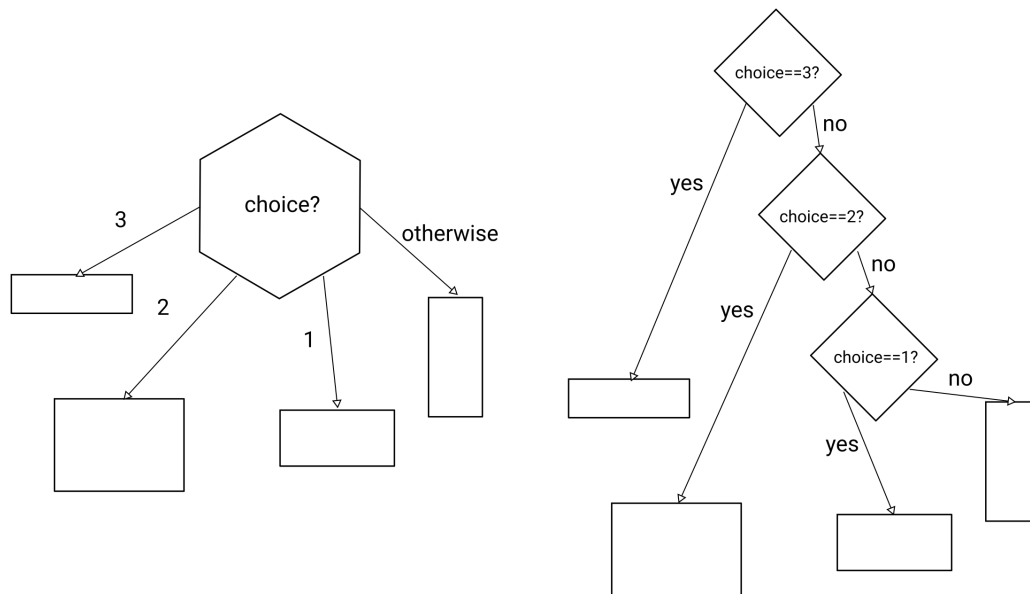 choice?
3
2
1
otherwise
choice==3?
yes
no
choice==2?
yes
no
choice==1?
yes
no